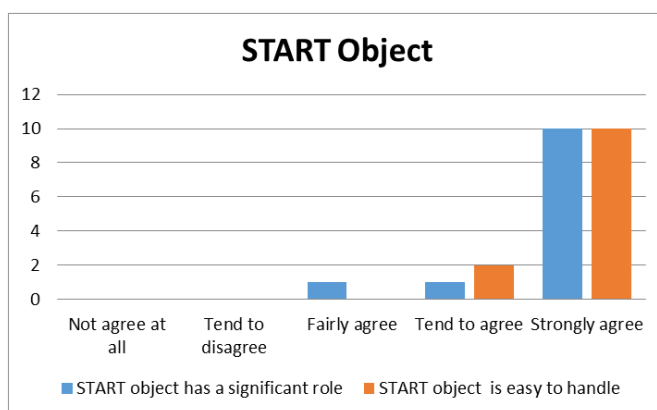 START Object
12
10
8
6
4
2
0
Not agree at all
Tend to disagree
Fairly agree
Tend to agree
Strongly agree
START object has a significant role
START object is easy to handle